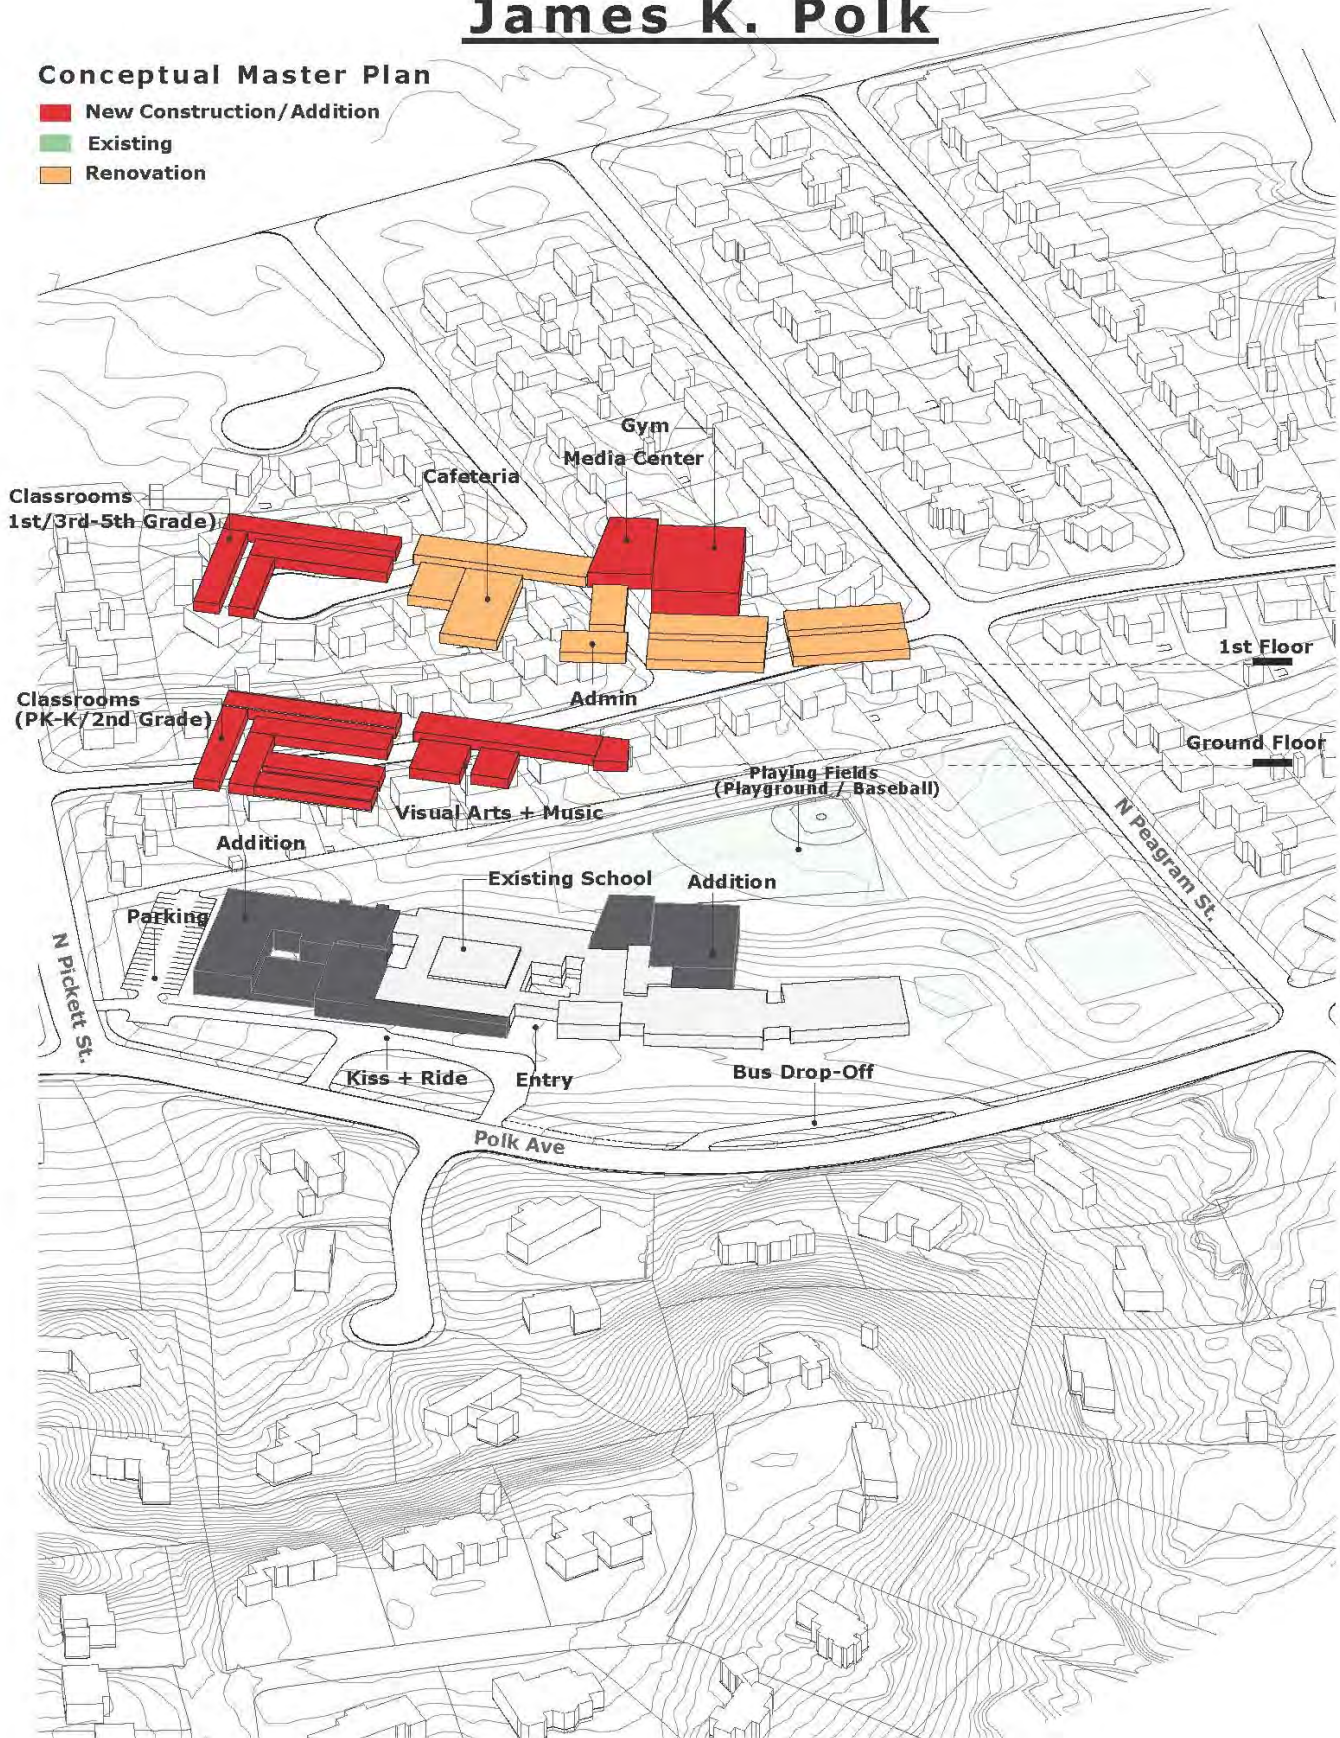 James K. Polk
Conceptual Master Plan
New Construction/Addition
Existing
Renovation
Gym
Media Center
Cafeteria
Classrooms
1st/3rd-5th Grade)
1st Floor
Admin
Classrooms
(PK-K/2nd Grade)
Ground Floor
Playing Fields
(Playground / Baseball)
Visual Arts + Music
N Peagram St.
Addition
Existing School
Addition
Parking
N Pickett St.
Kiss + Ride
Entry
Bus Drop-Off
Polk Ave